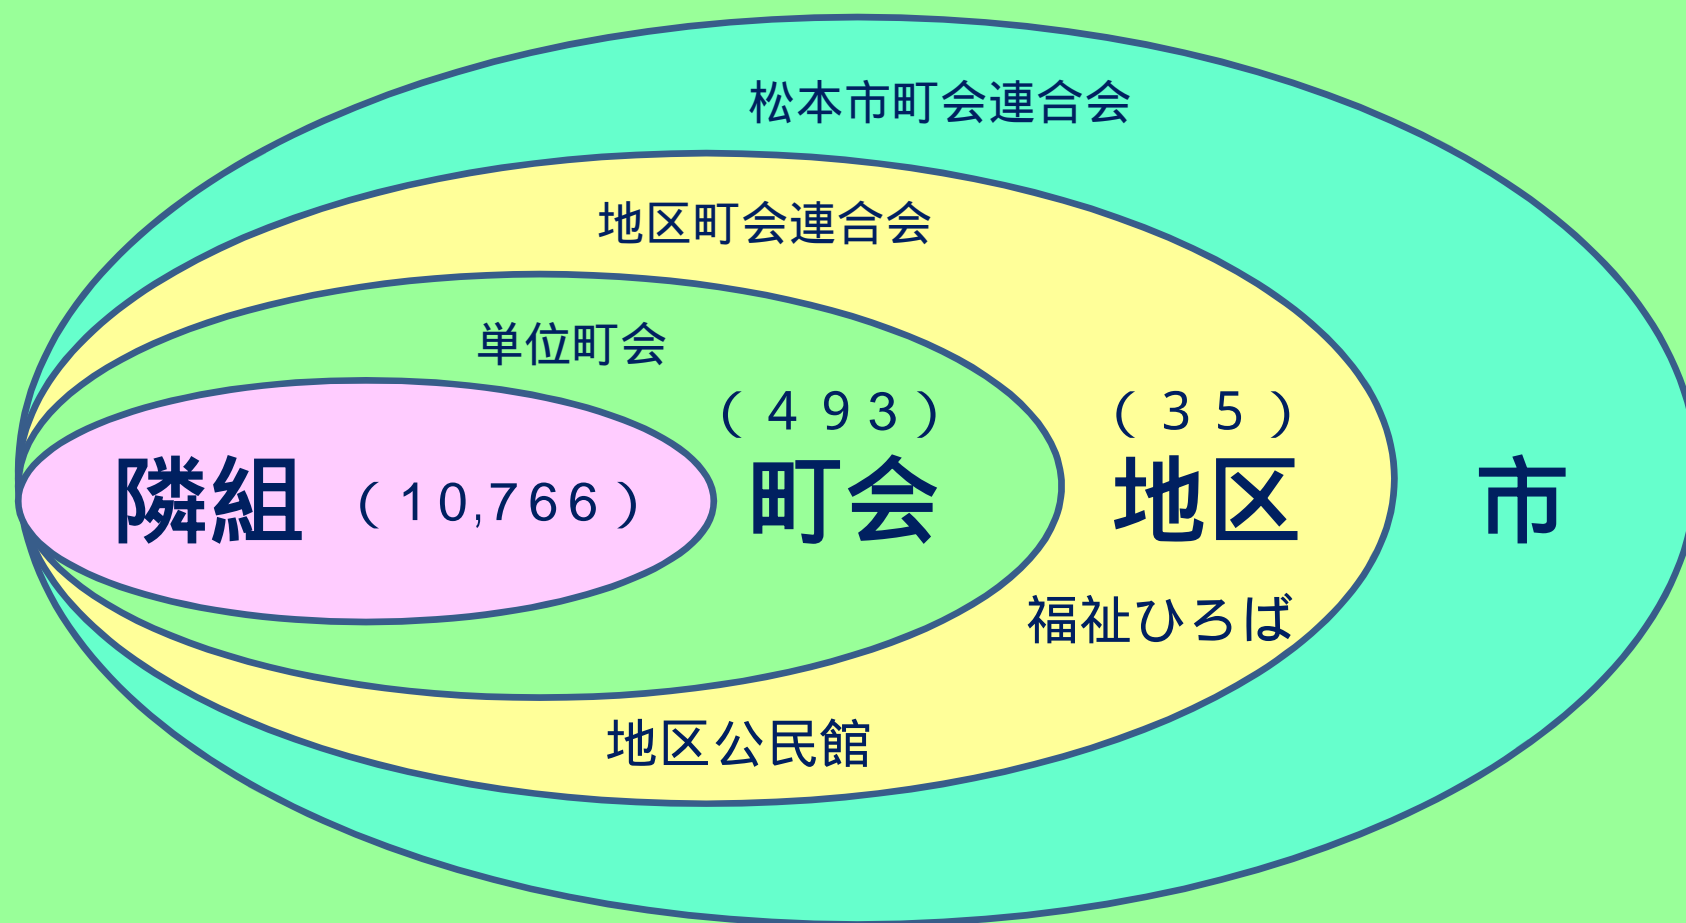 松本市町会連合会
地区町会連合会
単位町会
（４９３）
（３５）
隣組
（10,766）
町会
地区
市
福祉ひろば
地区公民館